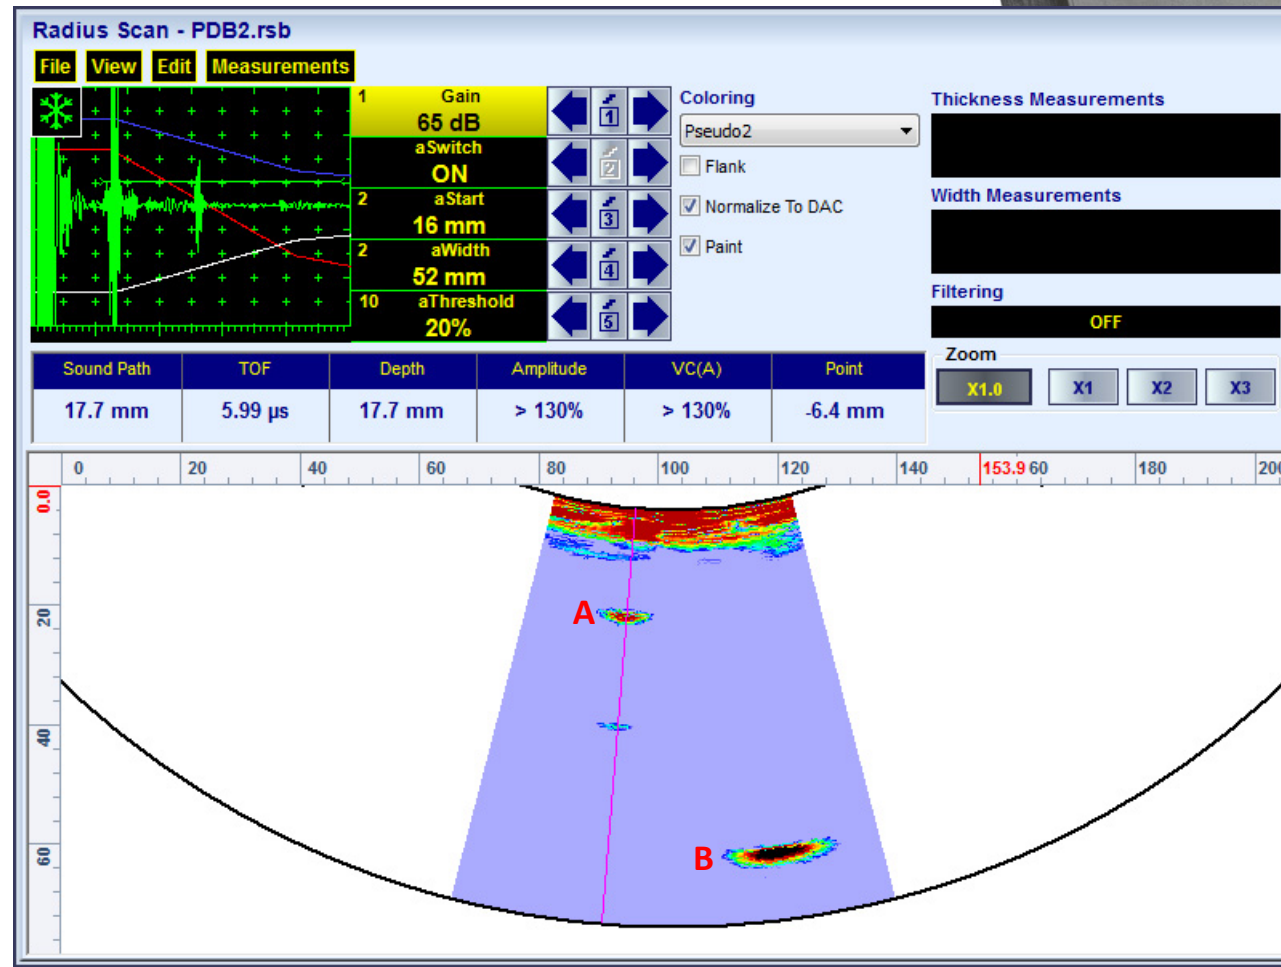 Radius Scan - PDB2.rsb
File View Edit Measurements
1 Gain
65 dB
1
aSwitch
ON
2
2 aStart
16 mm
3
2 aWidth
52 mm
4
10 aThreshold
20%
5
Coloring
Pseudo2
Flank
Normalize To DAC
Paint
Thickness Measurements
Width Measurements
Filtering
OFF
Zoom
X1.0 X1 X2 X3
Sound Path TOF Depth Amplitude VC(A) Point
17.7 mm 5.99 µs 17.7 mm > 130% > 130% -6.4 mm
0 20 40 60 80 100 120 140 153.9 60 180 200
0.0
20
40
60
A
B